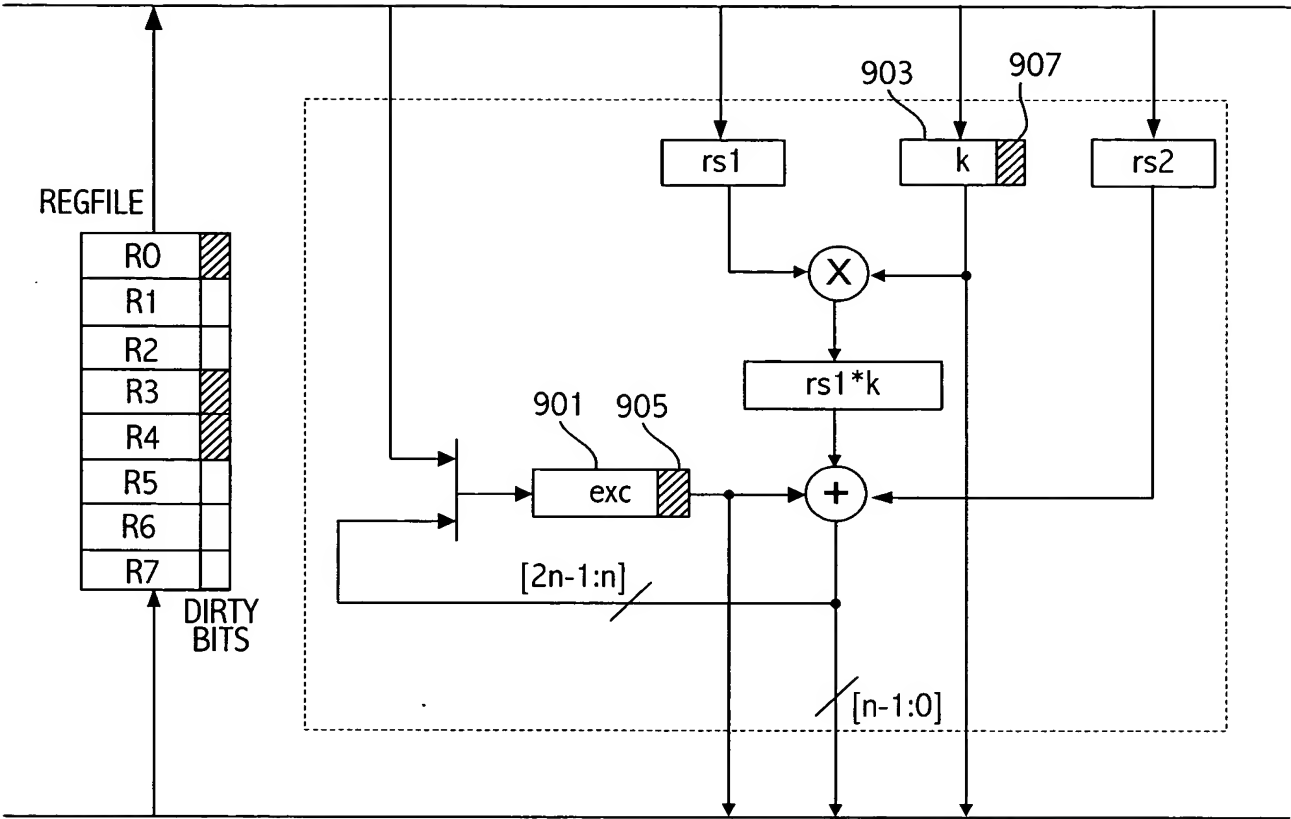 903
907
rs1
k
rs2
REGFILE
R0
R1
R2
R3
R4
R5
R6
R7
DIRTY
BITS
X
rs1*k
901
905
exc
+
[2n-1:n]
[n-1:0]